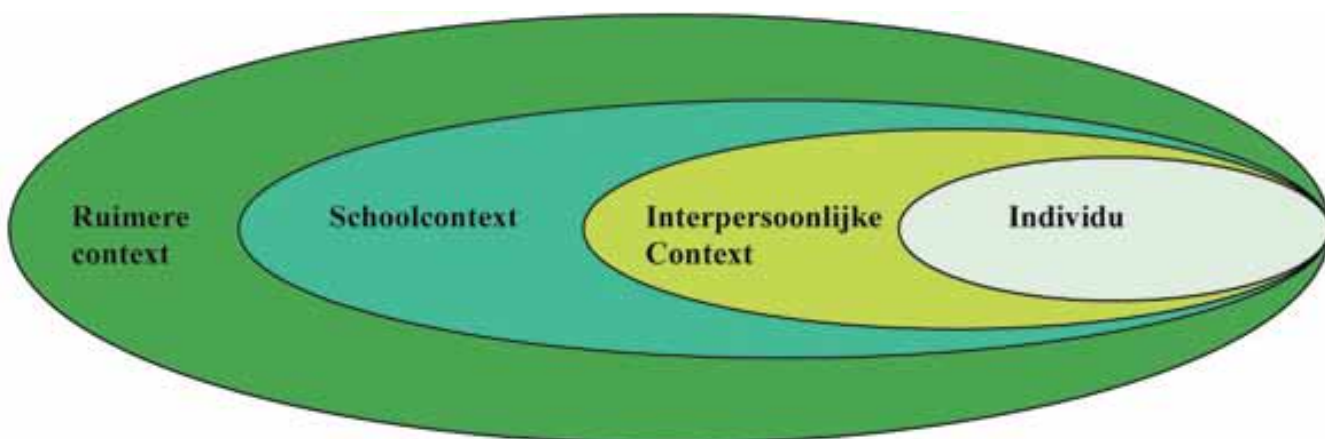 Ruimere
context
Schoolcontext
Interpersoonlijke
Context
Individu